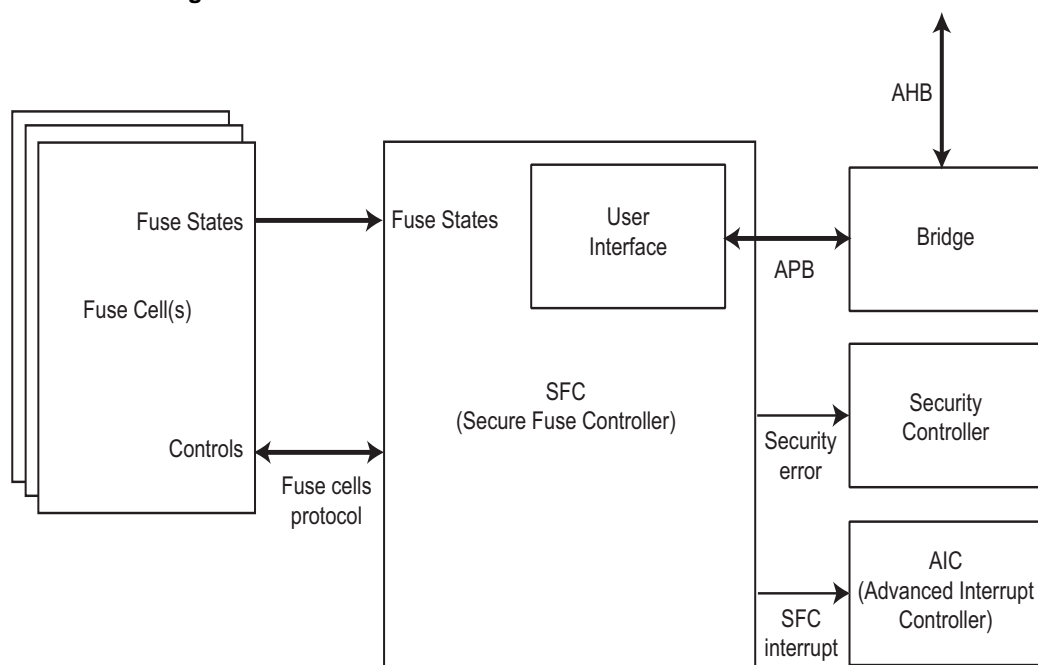 AHB
Fuse States
Fuse States
User
Interface
Bridge
APB
Fuse Cell(s)
SFC
(Secure Fuse Controller)
Security
Controller
Security
error
Controls
Fuse cells
protocol
AIC
(Advanced Interrupt
Controller)
SFC
interrupt